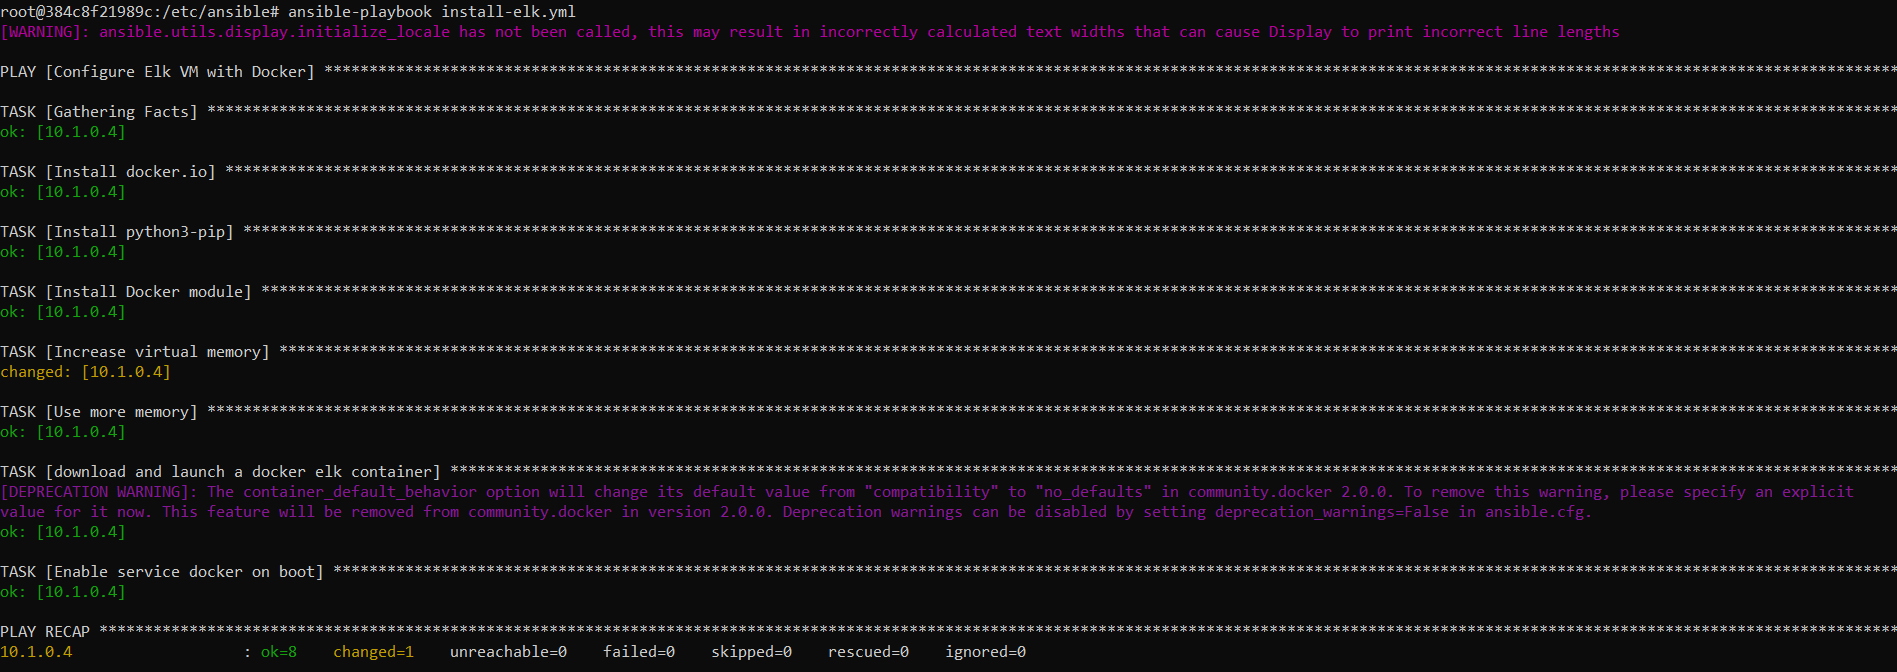 root@384c8f21989c:/etc/ansible# ansible-playbook install-elk.yml
[WARNING]: ansible.utils.display.initialize_locale has not been called, this may result in incorrectly calculated text widths that can cause Display to print incorrect line lengths
PLAY [Configure Elk VM with Docker] ******************************************************************************************************************************************************************************
TASK [Gathering Facts] *******************************************************************************************************************************************************************************************
ok: [10.1.0.4]
TASK [Install docker.io] *****************************************************************************************************************************************************************************************
ok: [10.1.0.4]
TASK [Install python3-pip] ***************************************************************************************************************************************************************************************
ok: [10.1.0.4]
TASK [Install Docker module] *************************************************************************************************************************************************************************************
ok: [10.1.0.4]
TASK [Increase virtual memory] ***********************************************************************************************************************************************************************************
changed: [10.1.0.4]
TASK [Use more memory] *******************************************************************************************************************************************************************************************
ok: [10.1.0.4]
TASK [download and launch a docker elk container] ****************************************************************************************************************************************************************
[DEPRECATION WARNING]: The container_default_behavior option will change its default value from "compatibility" to "no_defaults" in community.docker 2.0.0. To remove this warning, please specify an explicit
value for it now. This feature will be removed from community.docker in version 2.0.0. Deprecation warnings can be disabled by setting deprecation_warnings=False in ansible.cfg.
ok: [10.1.0.4]
TASK [Enable service docker on boot] *****************************************************************************************************************************************************************************
ok: [10.1.0.4]
PLAY RECAP *******************************************************************************************************************************************************************************************************
10.1.0.4                   : ok=8    changed=1    unreachable=0    failed=0    skipped=0    rescued=0    ignored=0